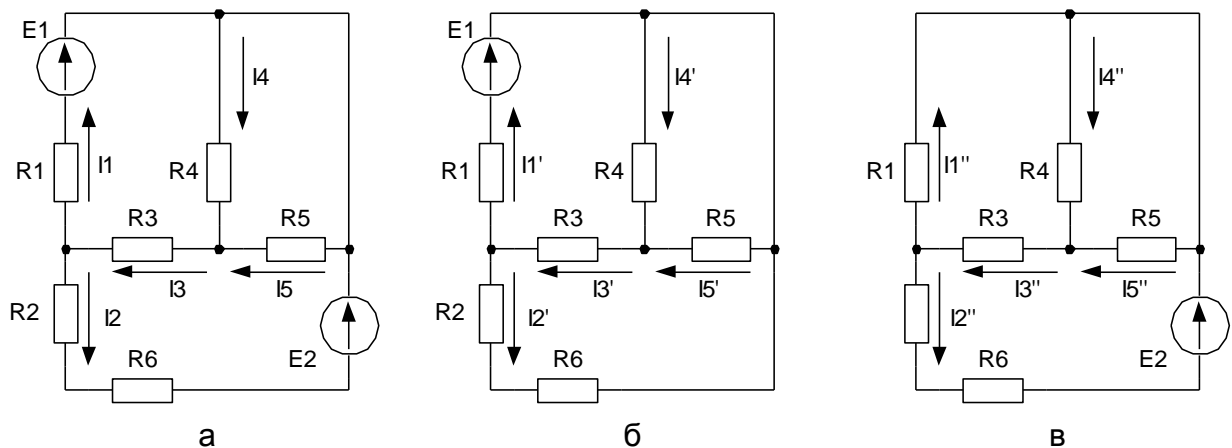 E1
I4
R1
I1
R4
R3
R5
I3
I5
R2
I2
R6
E2
а
E1
I4'
R1
I1'
R4
R3
R5
I3'
I5'
R2
I2'
R6
б
I4"
R1
I1"
R4
R3
R5
I3"
I5"
R2
I2"
R6
E2
в